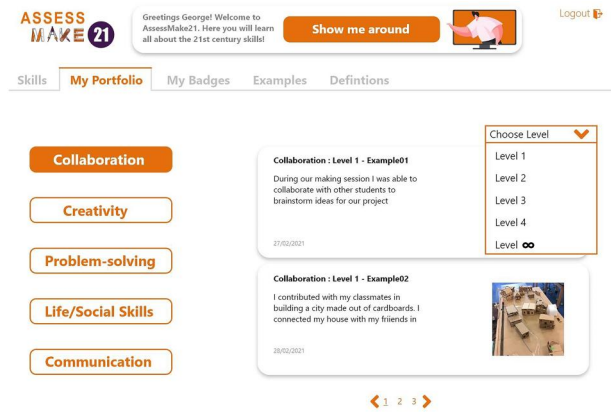 ASSESS
MAKE 21
Greetings George! Welcome to
AssessMake21. Here you will learn
all about the 21st century skills!
Show me around
Logout
Skills
My Portfolio
My Badges
Examples
Defintions
Choose Level
Level 1
Level 2
Level 3
Level 4
Level ∞
Collaboration
Creativity
Problem-solving
Life/Social Skills
Communication
Collaboration : Level 1 - Example01
During our making session I was able to
collaborate with other students to
brainstorm ideas for our project
27/02/2021
Collaboration : Level 1 - Example02
I contributed with my classmates in
building a city made out of cardboards. I
connected my house with my friiends in
28/02/2021
1 2 3